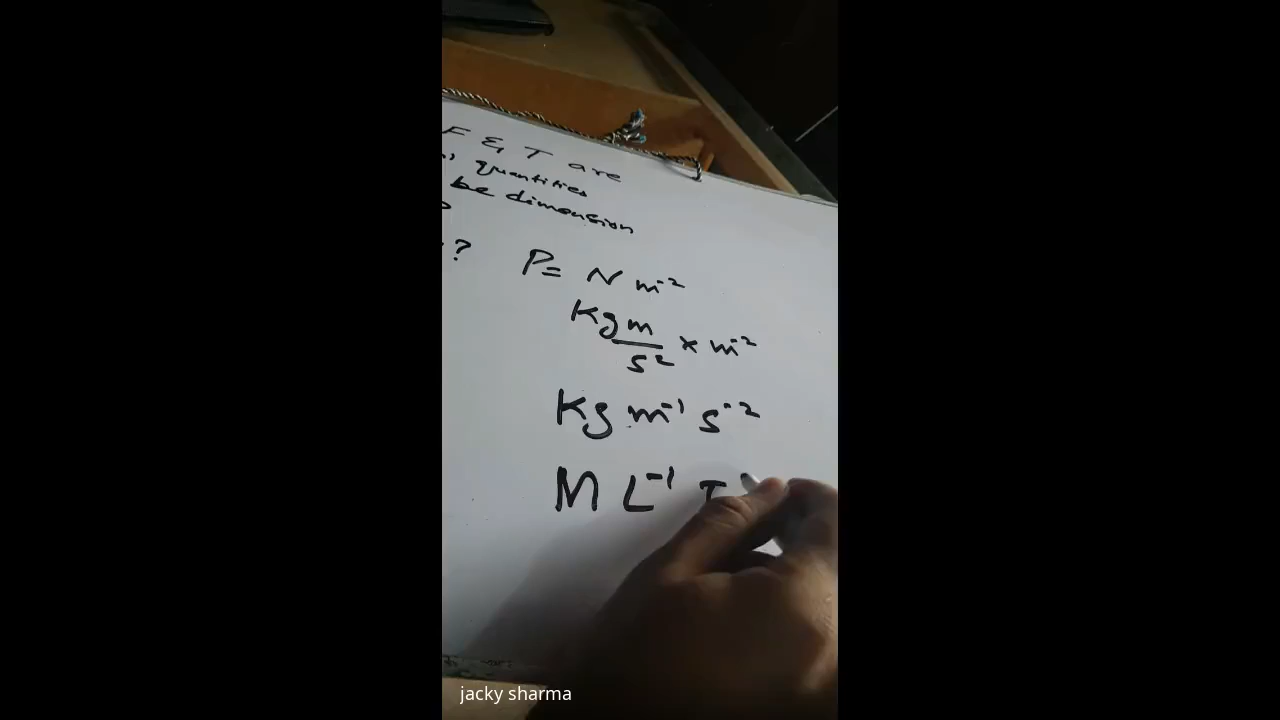 F & T are
quantities
be dimension
?
P = N m⁻²
Kg m / s² × m⁻²
Kg m⁻¹ s⁻²
M L⁻¹ T
jacky sharma